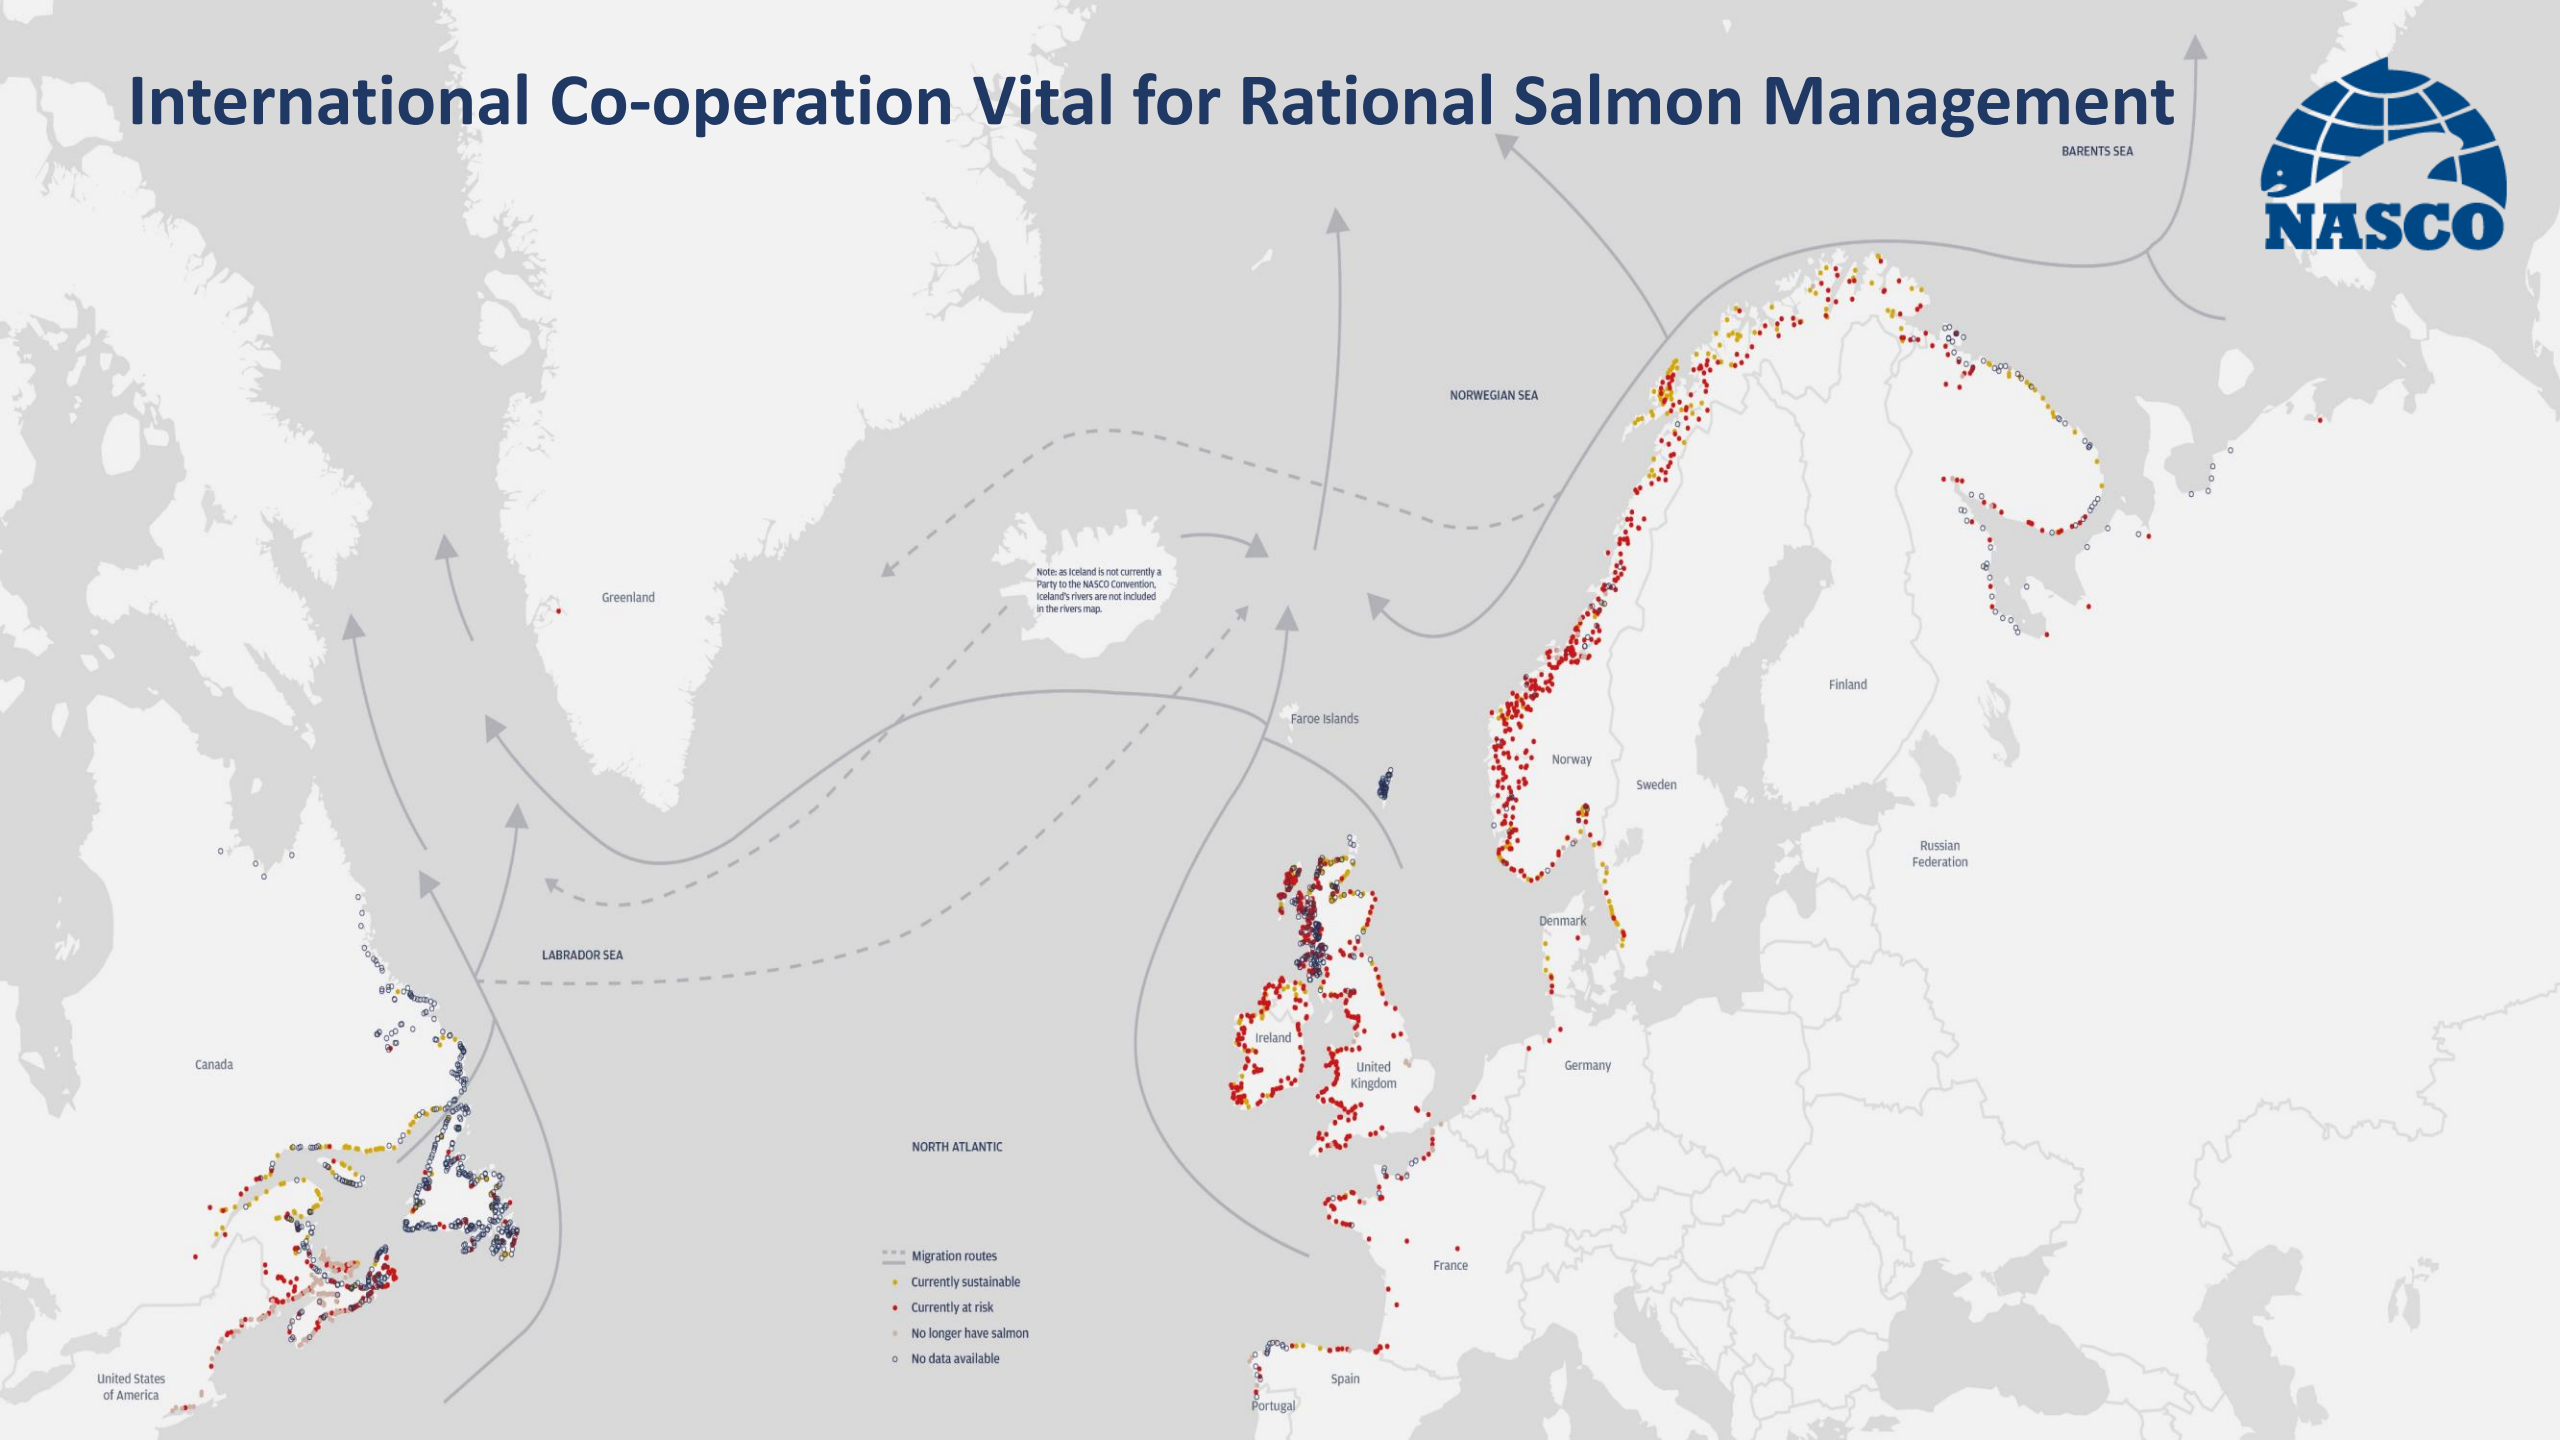 International Co-operation Vital for Rational Salmon Management
NASCO
BARENTS SEA
NORWEGIAN SEA
Note: as Iceland is not currently a
Party to the NASCO Convention,
Iceland's rivers are not included
in the rivers map.
Greenland
Faroe Islands
Finland
Norway
Sweden
Russian
Federation
Denmark
LABRADOR SEA
Ireland
United
Kingdom
Germany
Canada
NORTH ATLANTIC
Migration routes
Currently sustainable
Currently at risk
No longer have salmon
No data available
France
United States
of America
Spain
Portugal